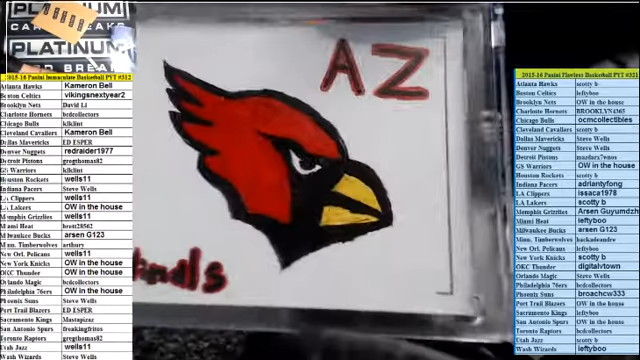 PLATINUM
PLATINUM
2015-16 Panini Immaculate Basketball PYT #312
Atlanta Hawks Kameron Bell
Boston Celtics vikingsnextyear2
Brooklyn Nets David Li
Charlotte Hornets bcdcollectors
Chicago Bulls klklint
Cleveland Cavaliers Kameron Bell
Dallas Mavericks ED ESPER
Denver Nuggets redraider1977
Detroit Pistons gregthomas82
GS Warriors klklint
Houston Rockets wells11
Indiana Pacers Steve Wells
LA Clippers wells11
LA Lakers OW in the house
Memphis Grizzlies wells11
Miami Heat brett28562
Milwaukee Bucks arsen G123
Minn. Timberwolves arthury
New Orl. Pelicans wells11
New York Knicks OW in the house
OKC Thunder OW in the house
Orlando Magic bcdcollectors
Philadelphia 76ers OW in the house
Phoenix Suns Steve Wells
Port Trail Blazers ED ESPER
Sacramento Kings Mastapizaz
San Antonio Spurs freakingfritos
Toronto Raptors gregthomas82
Utah Jazz wells11
Wash Wizards Steve Wells
AZ
inals
2015-16 Panini Flawless Basketball PYT #321
Atlanta Hawks scotty b
Boston Celtics leftyboo
Brooklyn Nets OW in the house
Charlotte Hornets BROOKLYN4365
Chicago Bulls ocmcollectibles
Cleveland Cavaliers scotty b
Dallas Mavericks Steve Wells
Denver Nuggets Steve Wells
Detroit Pistons
GS Warriors OW in the house
Houston Rockets scotty b
Indiana Pacers adriantyfong
LA Clippers issaca1978
LA Lakers scotty b
Memphis Grizzlies Arsen Guyumdzh
Miami Heat leftyboo
Milwaukee Bucks arsen G123
Minn. Timberwolves hackadeandre
New Orl. Pelicans leftyboo
New York Knicks scotty b
OKC Thunder digitalvtown
Orlando Magic Steve Wells
Philadelphia 76ers bcdcollectors
Phoenix Suns broachcw333
Port Trail Blazers OW in the house
Sacramento Kings leftyboo
San Antonio Spurs OW in the house
Toronto Raptors bcdcollectors
Utah Jazz scotty b
Wash Wizards leftyboo